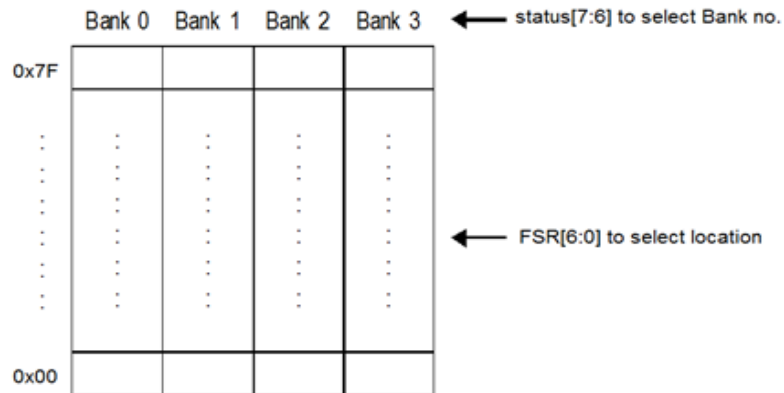 Bank 0 Bank 1 Bank 2 Bank 3 status[7:6] to select Bank no.
0x7F
FSR[6:0] to select location
0x00